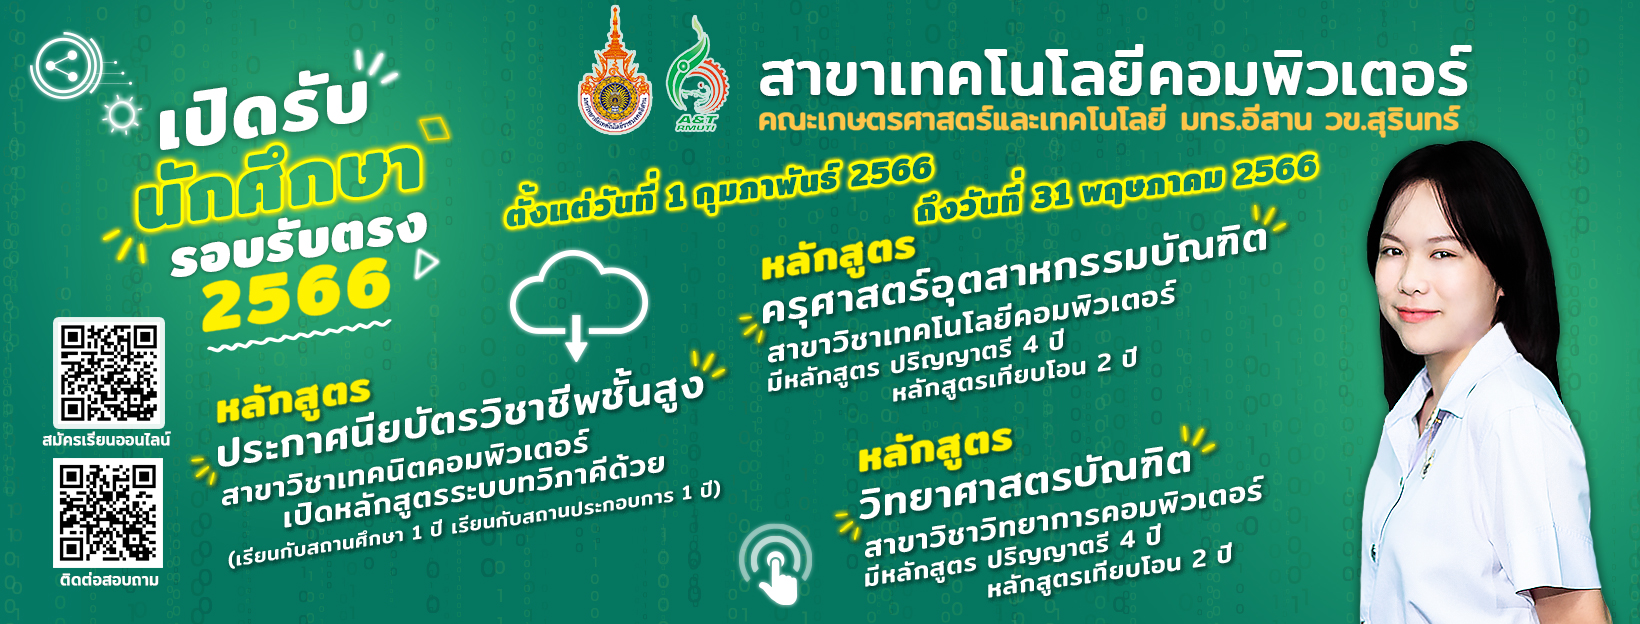 เปิดรับ
นักศึกษา
รอบรับตรง
2566
สมัครเรียนออนไลน์
ติดต่อสอบถาม
A&T
RMUTI
สาขาเทคโนโลยีคอมพิวเตอร์
คณะเกษตรศาสตร์และเทคโนโลยี มทร.อีสาน วข.สุรินทร์
ตั้งแต่วันที่ 1 กุมภาพันธ์ 2566
ถึงวันที่ 31 พฤษภาคม 2566
หลักสูตร
ประกาศนียบัตรวิชาชีพชั้นสูง
สาขาวิชาเทคนิตคอมพิวเตอร์
เปิดหลักสูตรระบบทวิภาคีด้วย
(เรียนกับสถานศึกษา 1 ปี เรียนกับสถานประกอบการ 1 ปี)
หลักสูตร
ครุศาสตร์อุตสาหกรรมบัณฑิต
สาขาวิชาเทคโนโลยีคอมพิวเตอร์
มีหลักสูตร ปริญญาตรี 4 ปี
หลักสูตรเทียบโอน 2 ปี
หลักสูตร
วิทยาศาสตรบัณฑิต
สาขาวิชาวิทยาการคอมพิวเตอร์
มีหลักสูตร ปริญญาตรี 4 ปี
หลักสูตรเทียบโอน 2 ปี